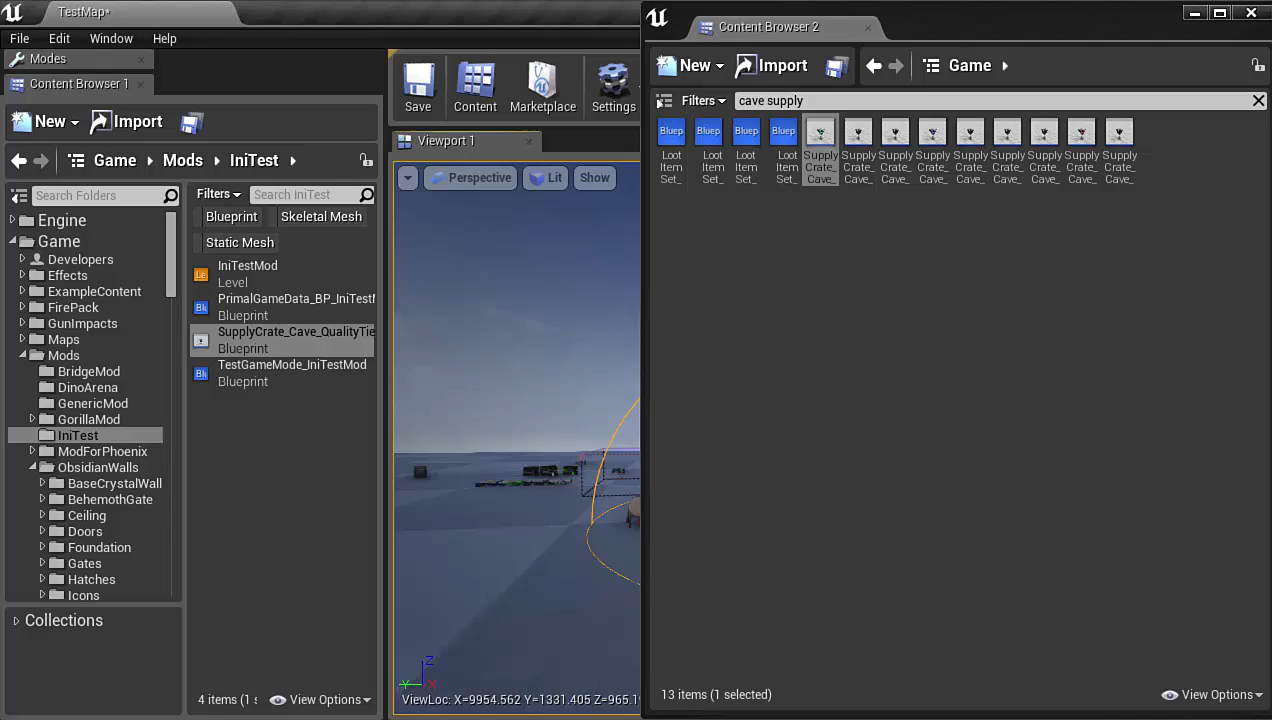 TestMap*
File Edit Window Help
Modes
Content Browser 1
New Import
Game Mods IniTest
Search Folders
Engine
Game
Developers
Effects
ExampleContent
FirePack
GunImpacts
Maps
Mods
BridgeMod
DinoArena
GenericMod
GorillaMod
IniTest
ModForPhoenix
ObsidianWalls
BaseCrystalWall
BehemothGate
Ceiling
Doors
Foundation
Gates
Hatches
Icons
Collections
Filters Search IniTest
Blueprint Skeletal Mesh
Static Mesh
IniTestMod
Level
PrimalGameData_BP_IniTestM
Blueprint
SupplyCrate_Cave_QualityTie
Blueprint
TestGameMode_IniTestMod
Blueprint
4 items (1 s View Options
Save Content Marketplace Settings
Viewport 1
Perspective Lit Show
ViewLoc: X=9954.562 Y=1331.405 Z=965.1
Content Browser 2
New Import Game
Filters cave supply
Bluep Bluep Bluep Bluep
Loot Loot Loot Loot Supply Supply Supply Supply Supply Supply Supply Supply Supply
Item Item Item Item Crate_ Crate_ Crate_ Crate_ Crate_ Crate_ Crate_ Crate_ Crate_
Set_ Set_ Set_ Set_ Cave_ Cave_ Cave_ Cave_ Cave_ Cave_ Cave_ Cave_ Cave_
13 items (1 selected) View Options